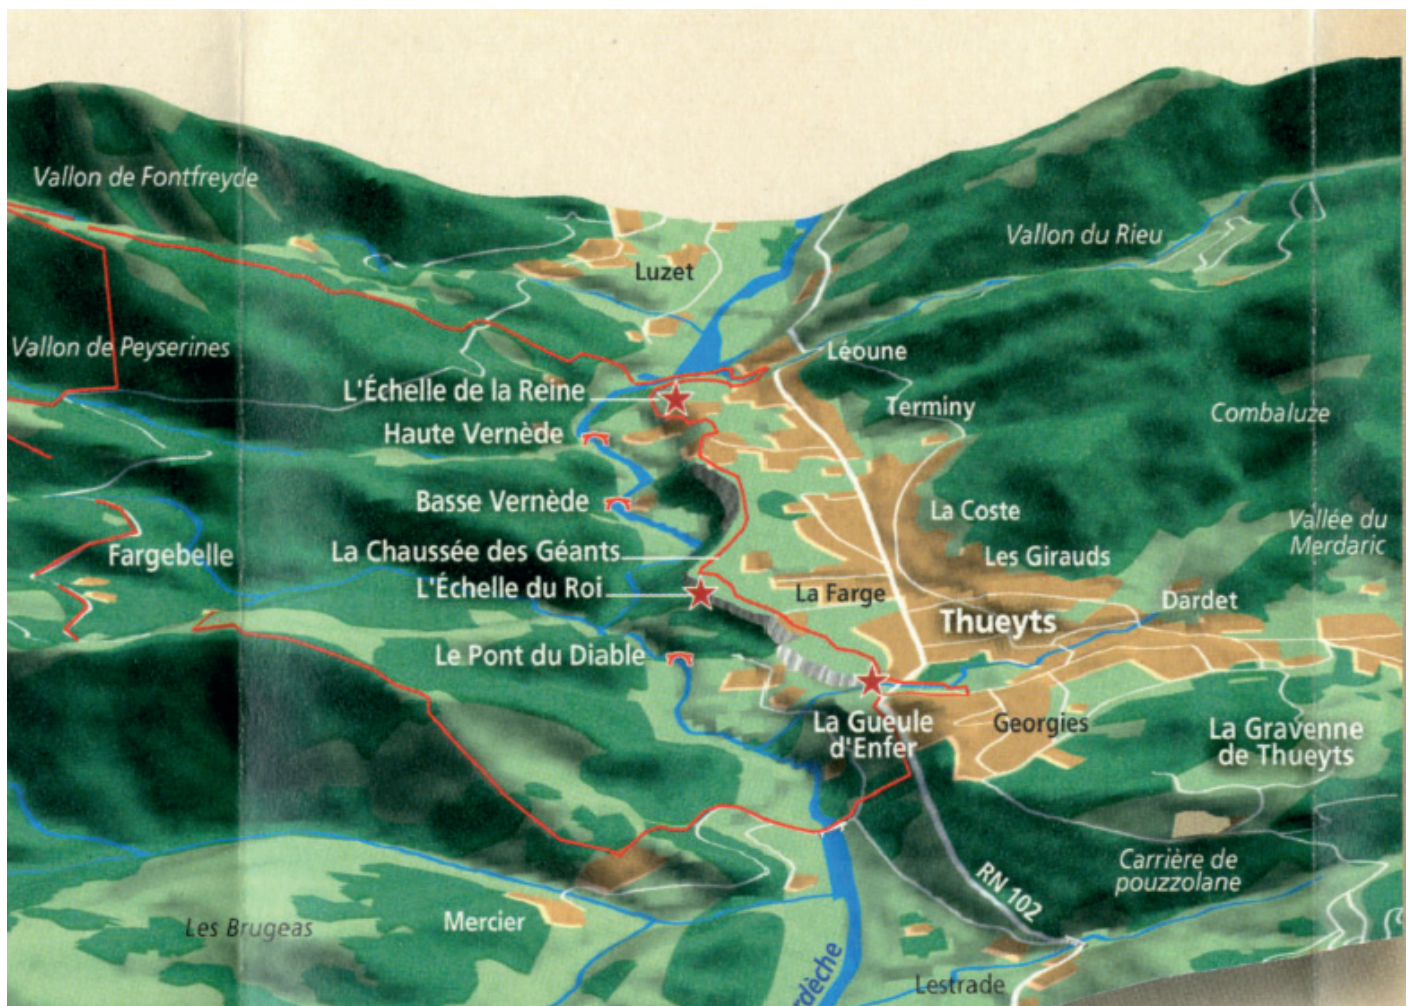 Vallon de Fontfreyde
Vallon du Rieu
Luzet
Vallon de Peyserines
Léoune
L'Échelle de la Reine
Terminy
Combaluze
Haute Vernède
Basse Vernède
La Coste
Vallée du
Merdaric
Fargebelle
La Chaussée des Géants
Les Girauds
L'Échelle du Roi
La Farge
Dardet
Thueyts
Le Pont du Diable
La Gueule
d'Enfer
Georgies
La Gravenne
de Thueyts
Carrière de
pouzzolane
RN 102
Mercier
Les Brugeas
Lestrade
rdèche